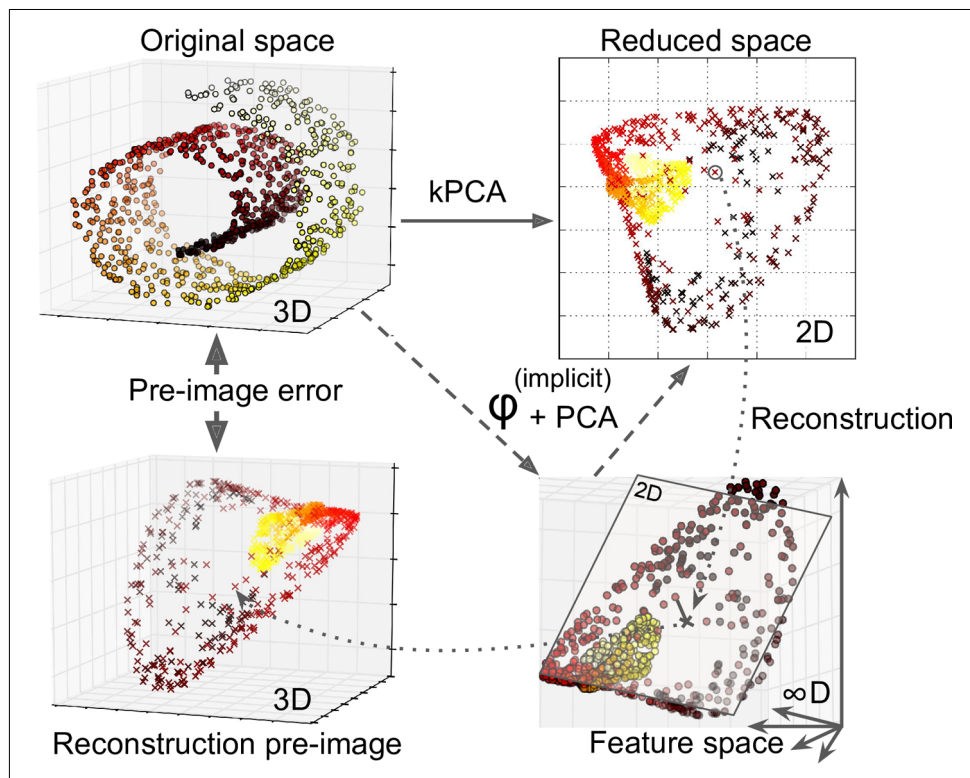 Original space
Reduced space
kPCA
3D
2D
(implicit)
φ + PCA
Pre-image error
Reconstruction
2D
3D
∞D
Reconstruction pre-image
Feature space